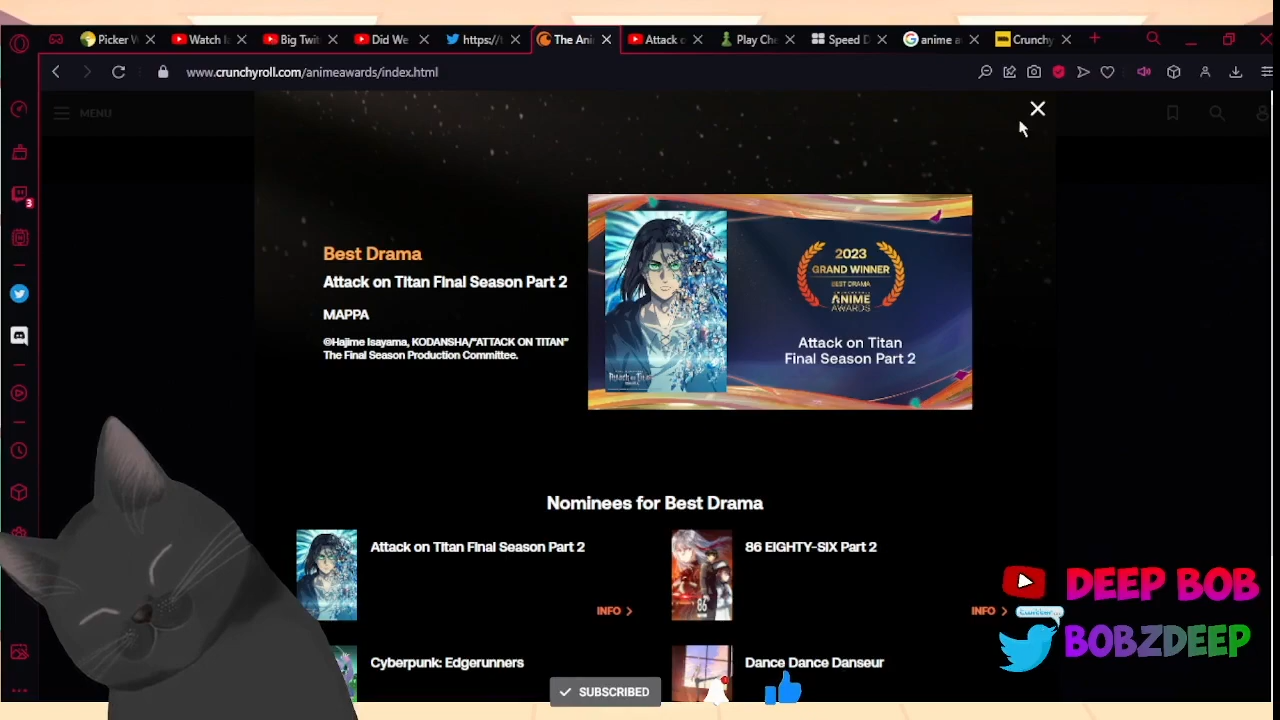 Picker W
Watch I
Big Twit
Did We
https://t
The Ani
Attack o
Play Che
Speed D
anime a
Crunchy
www.crunchyroll.com/animeawards/index.html
MENU
3
Best Drama
Attack on Titan Final Season Part 2
MAPPA
©Hajime Isayama, KODANSHA/"ATTACK ON TITAN"
The Final Season Production Committee.
2023
GRAND WINNER
BEST DRAMA
ANIME
AWARDS
Attack on Titan
Final Season Part 2
Nominees for Best Drama
Attack on Titan Final Season Part 2
INFO
86 EIGHTY-SIX Part 2
INFO
Cyberpunk: Edgerunners
Dance Dance Danseur
SUBSCRIBED
DEEP BOB
twitter...
BOBZDEEP